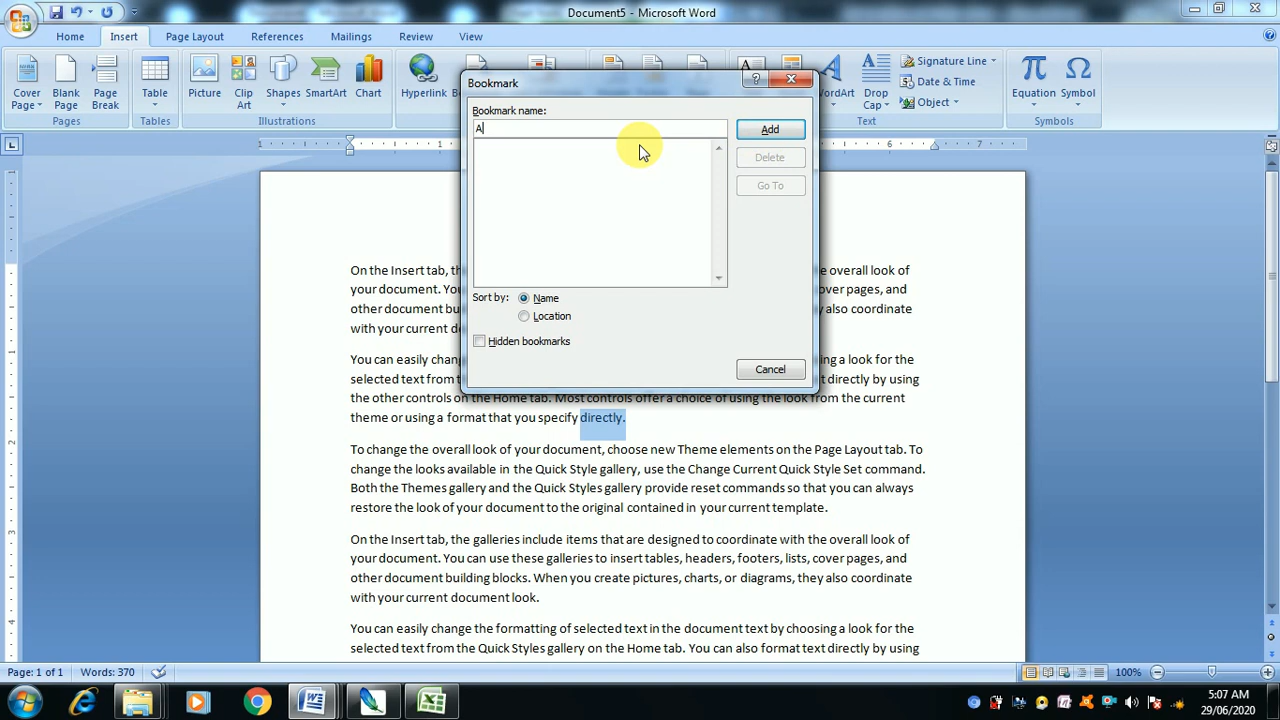 Document5 - Microsoft Word
Home Insert Page Layout References Mailings Review View
Cover Page Blank Page Page Break Table Picture Clip Art Shapes SmartArt Chart Hyperlink WordArt Drop Cap Signature Line Date & Time Object Equation Symbol
Pages Tables Illustrations Text Symbols
Bookmark
Bookmark name:
A
Add
Delete
Go To
Sort by: Name
Location
Hidden bookmarks
Cancel
On the Insert tab, th e overall look of
your document. You over pages, and
other document bui y also coordinate
with your current do
You can easily chang ng a look for the
selected text from t t directly by using
the other controls on the Home tab. Most controls offer a choice of using the look from the current
theme or using a format that you specify directly.
To change the overall look of your document, choose new Theme elements on the Page Layout tab. To
change the looks available in the Quick Style gallery, use the Change Current Quick Style Set command.
Both the Themes gallery and the Quick Styles gallery provide reset commands so that you can always
restore the look of your document to the original contained in your current template.
On the Insert tab, the galleries include items that are designed to coordinate with the overall look of
your document. You can use these galleries to insert tables, headers, footers, lists, cover pages, and
other document building blocks. When you create pictures, charts, or diagrams, they also coordinate
with your current document look.
You can easily change the formatting of selected text in the document text by choosing a look for the
selected text from the Quick Styles gallery on the Home tab. You can also format text directly by using
Page: 1 of 1 Words: 370 100%
5:07 AM
29/06/2020